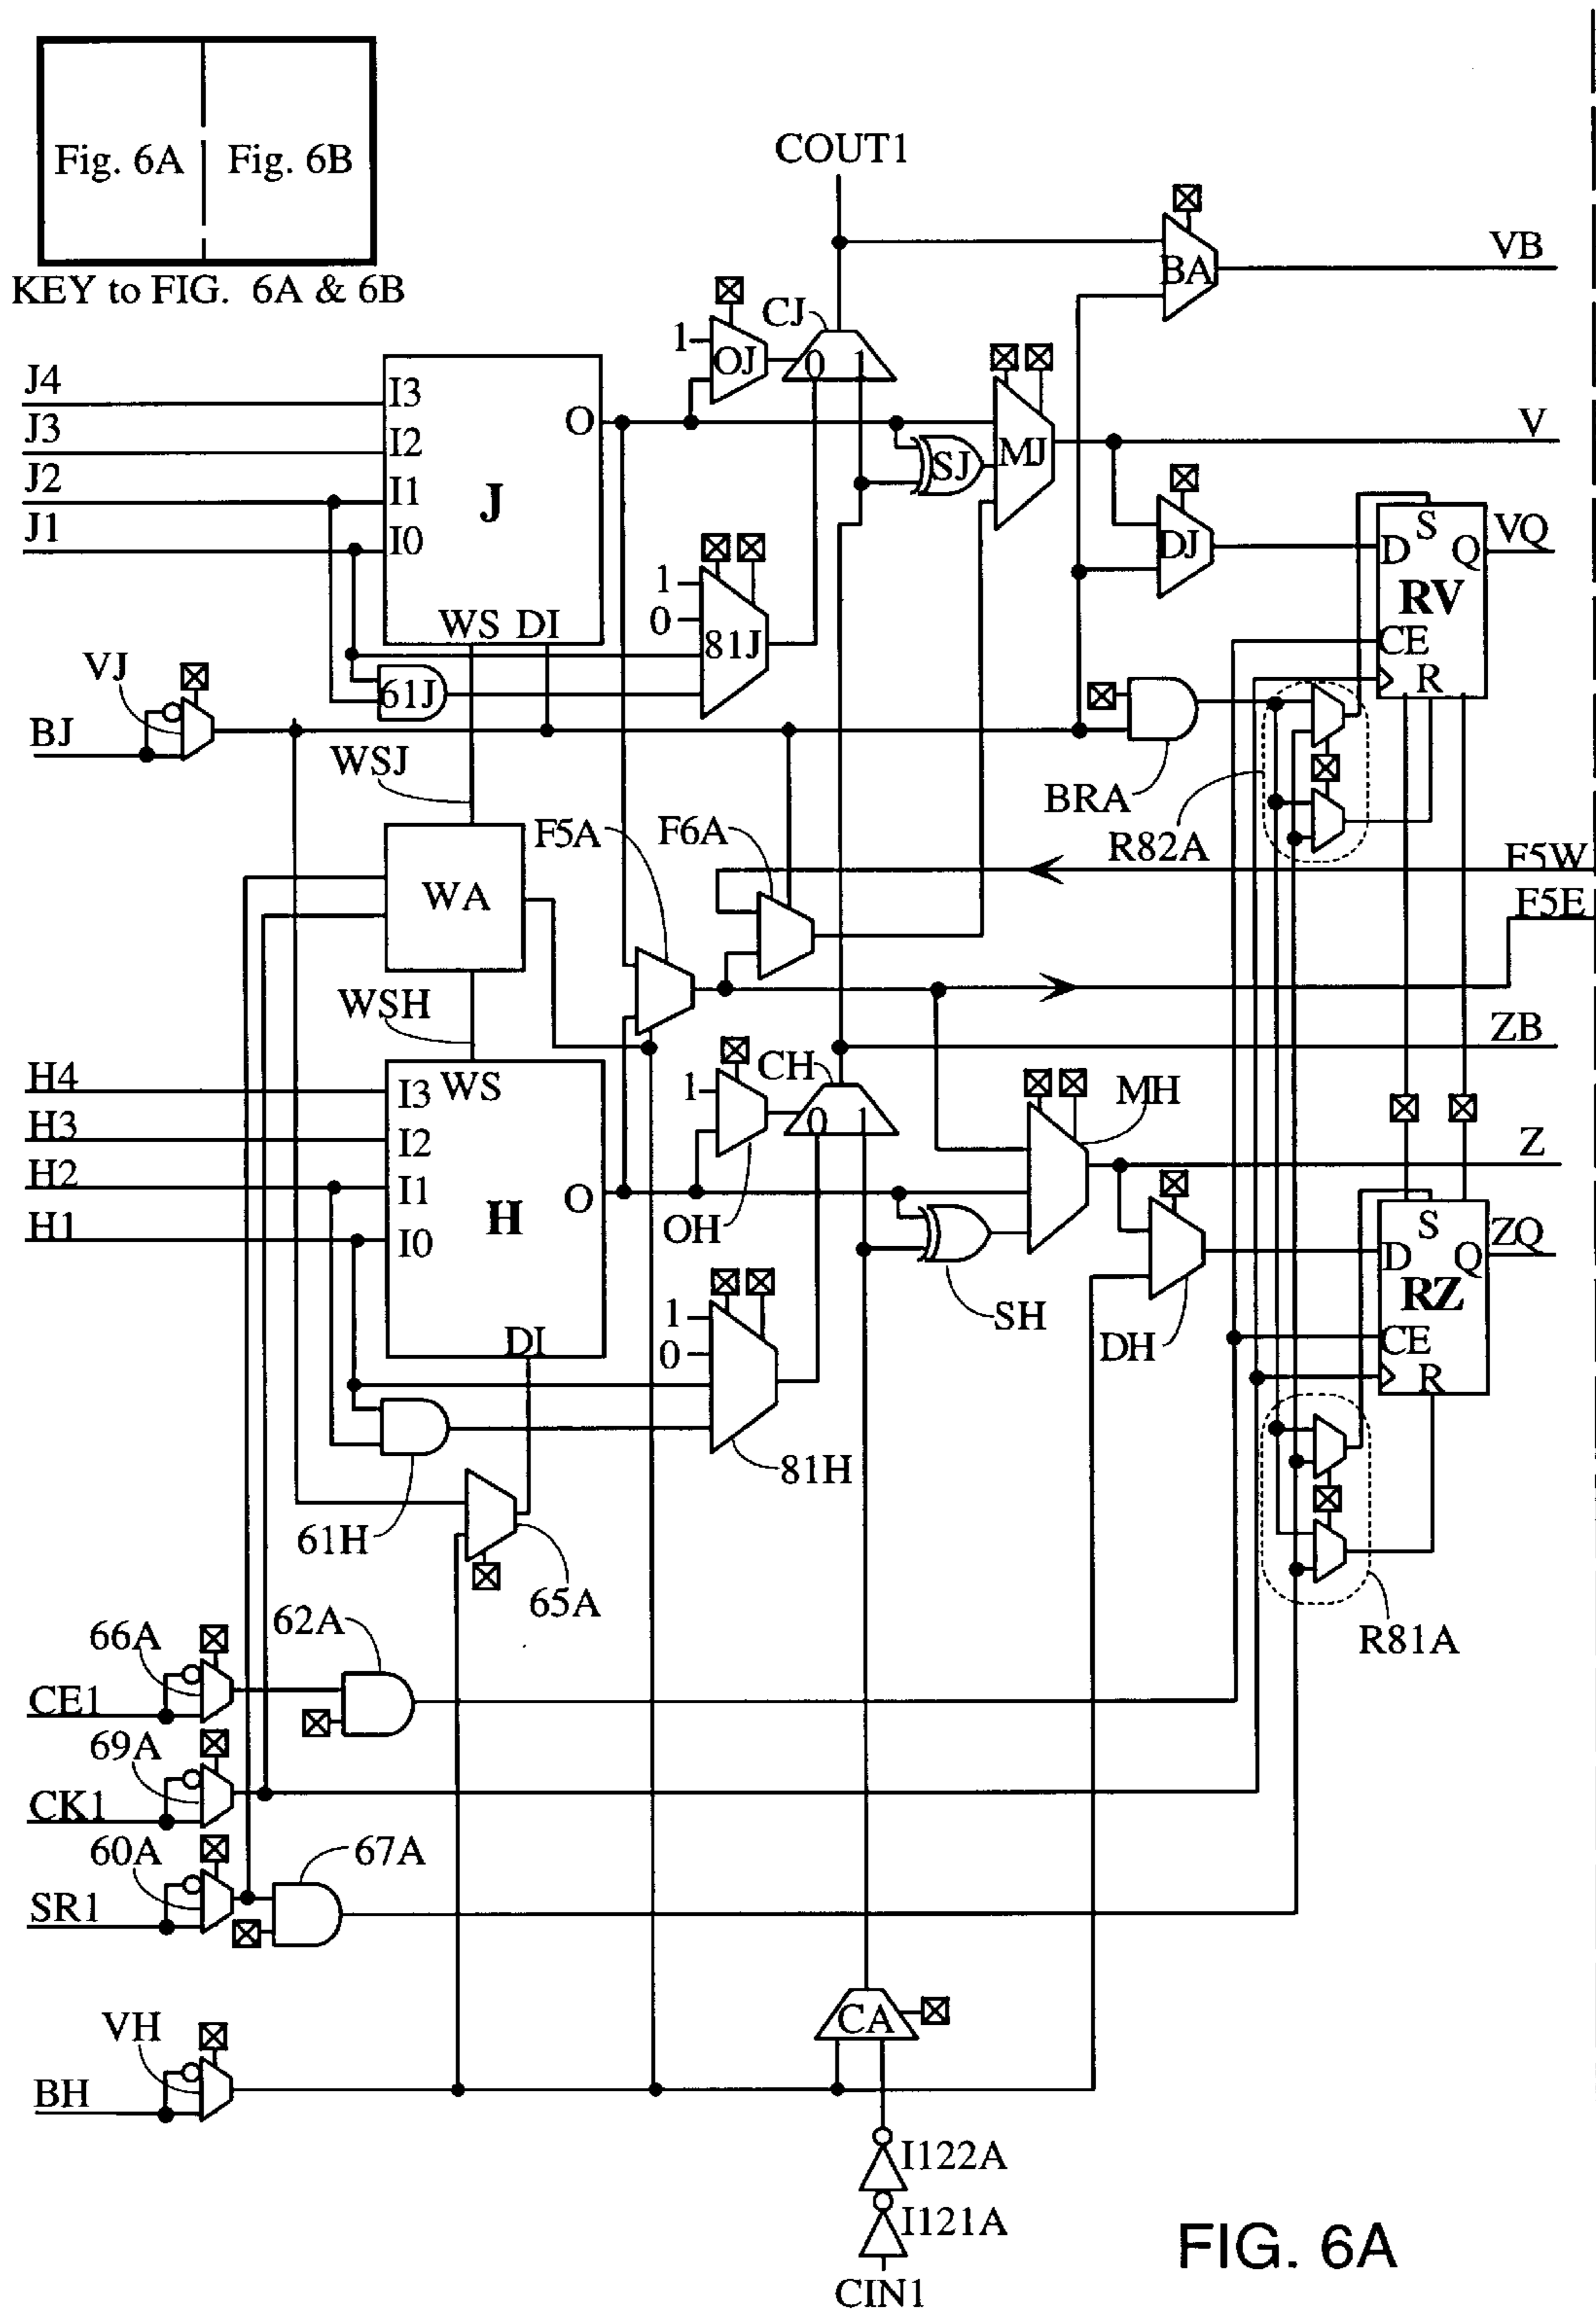 Fig. 6A Fig. 6B
KEY to FIG. 6A & 6B
COUT1
BA
VB
CJ
1
OJ
0 1
J4
J3
J2
J1
I3
I2
I1
I0
O
J
WS DI
SJ
MJ
V
DJ
S
D Q
RV
CE
R
VQ
1
0
81J
61J
VJ
BJ
WSJ
BRA
R82A
F5A
F6A
F5W
F5E
WA
WSH
ZB
CH
1
0 1
MH
H4
H3
H2
H1
WS
I3
I2
I1
I0
O
H
DI
OH
Z
S
D Q
RZ
CE
R
ZQ
SH
DH
1
0
81H
61H
65A
R81A
66A
62A
CE1
69A
CK1
60A
67A
SR1
CA
VH
BH
I122A
I121A
CIN1
FIG. 6A